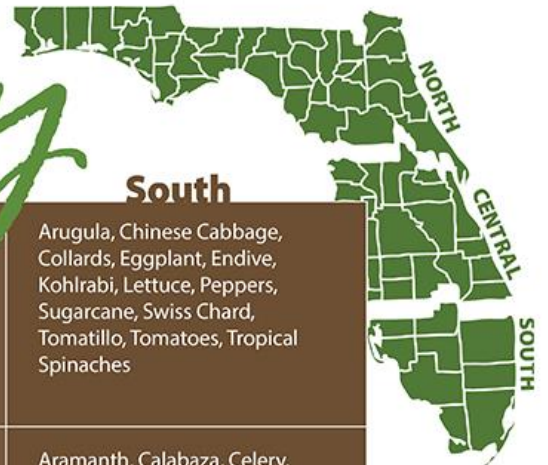 y
NORTH
CENTRAL
SOUTH
South
Arugula, Chinese Cabbage,
Collards, Eggplant, Endive,
Kohlrabi, Lettuce, Peppers,
Sugarcane, Swiss Chard,
Tomatillo, Tomatoes, Tropical
Spinaches
Aramanth, Calabaza, Celery,